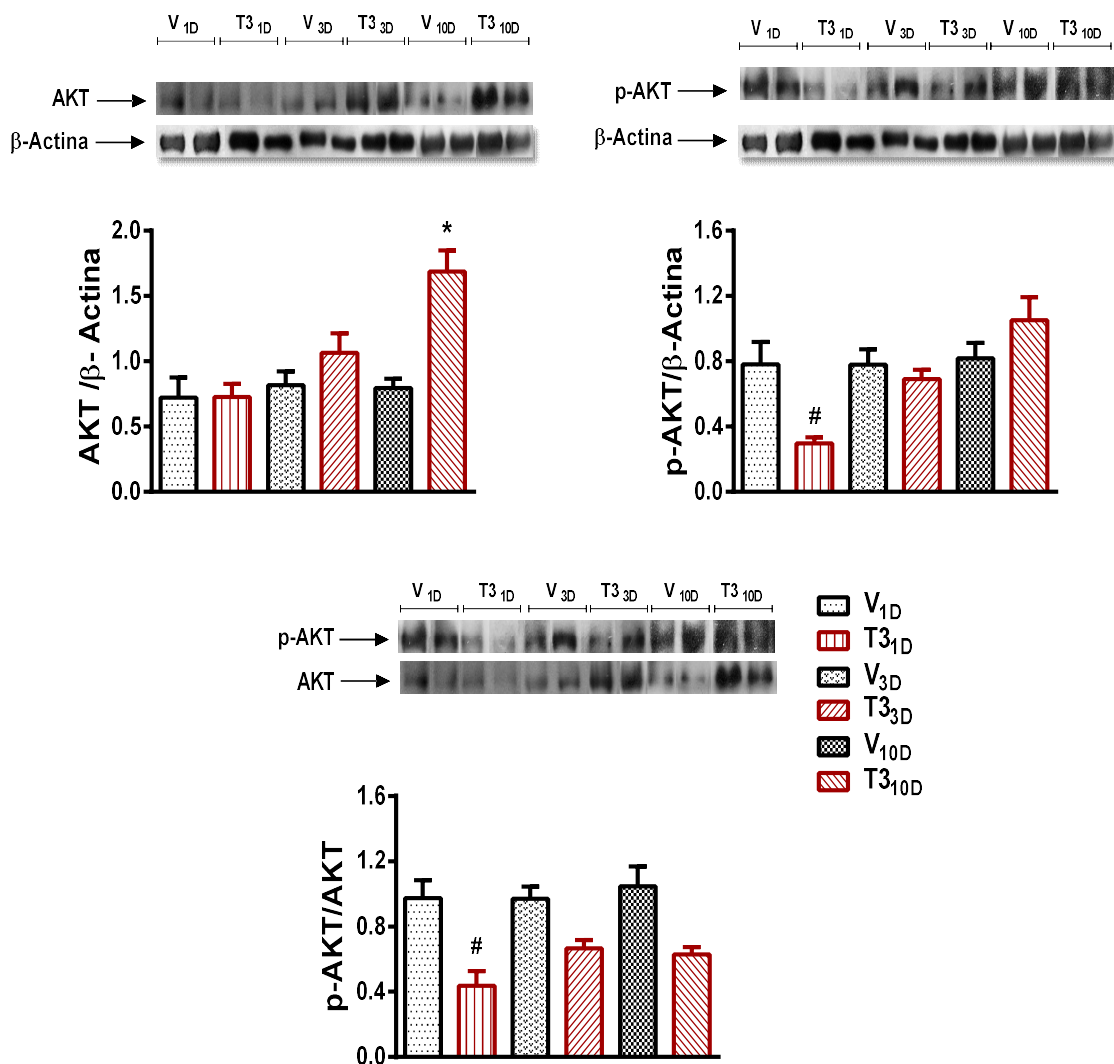 V 1D T3 1D V 3D T3 3D V 10D T3 10D
AKT
β-Actina
AKT /β- Actina
2.0
1.5
1.0
0.5
0.0
*
V 1D T3 1D V 3D T3 3D V 10D T3 10D
p-AKT
β-Actina
p-AKT/β-Actina
1.6
1.2
0.8
0.4
0.0
#
V 1D T3 1D V 3D T3 3D V 10D T3 10D
p-AKT
AKT
p-AKT/AKT
1.6
1.2
0.8
0.4
0.0
#
V1D
T31D
V3D
T33D
V10D
T310D